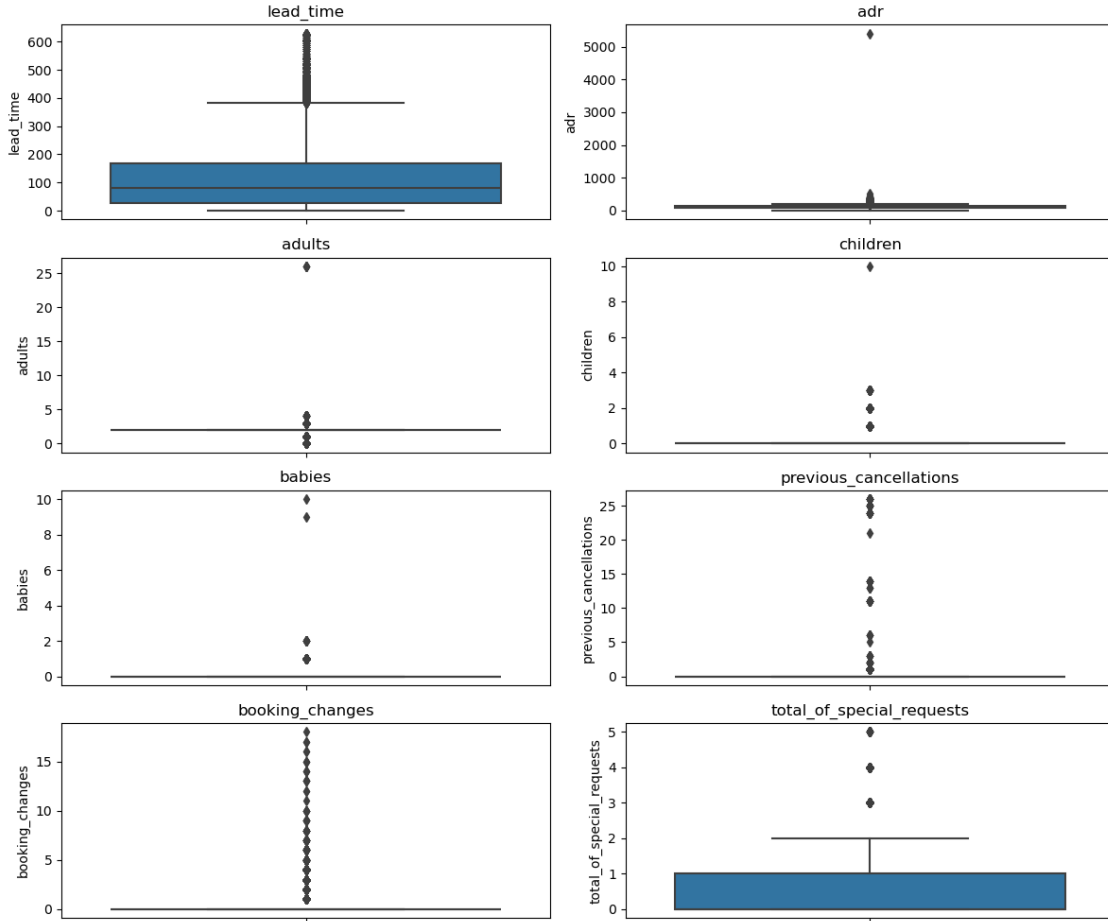 lead_time
lead_time
600
500
400
300
200
100
0
adr
adr
5000
4000
3000
2000
1000
0
adults
adults
25
20
15
10
5
0
children
children
10
8
6
4
2
0
babies
babies
10
8
6
4
2
0
previous_cancellations
previous_cancellations
25
20
15
10
5
0
booking_changes
booking_changes
15
10
5
0
total_of_special_requests
total_of_special_requests
5
4
3
2
1
0